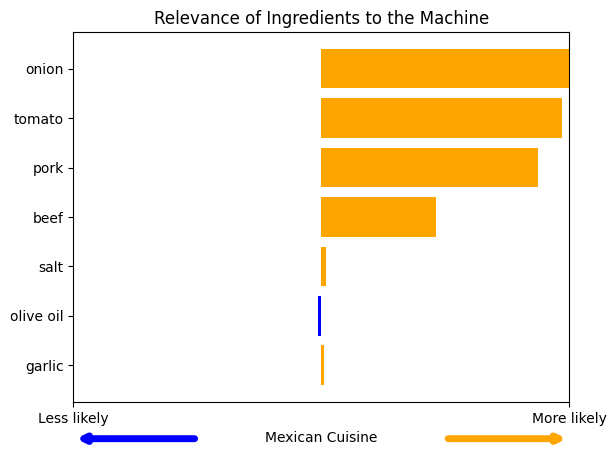 Relevance of Ingredients to the Machine
onion
tomato
pork
beef
salt
olive oil
garlic
Less likely
More likely
Mexican Cuisine